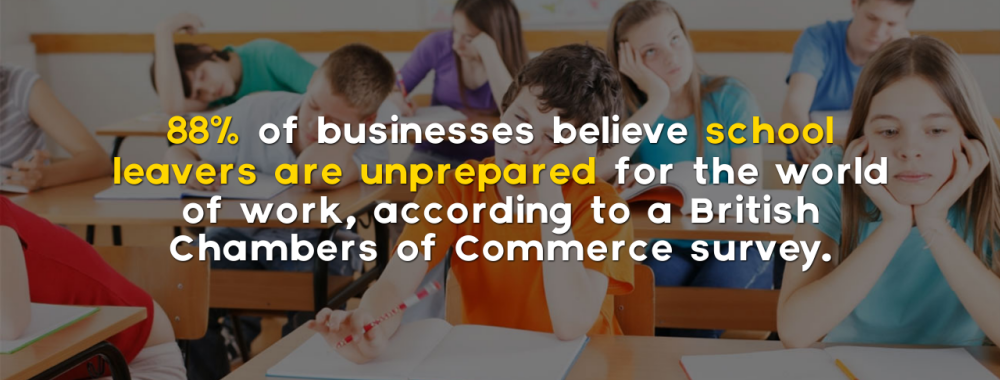 88% of businesses believe school
leavers are unprepared for the world
of work, according to a British
Chambers of Commerce survey.